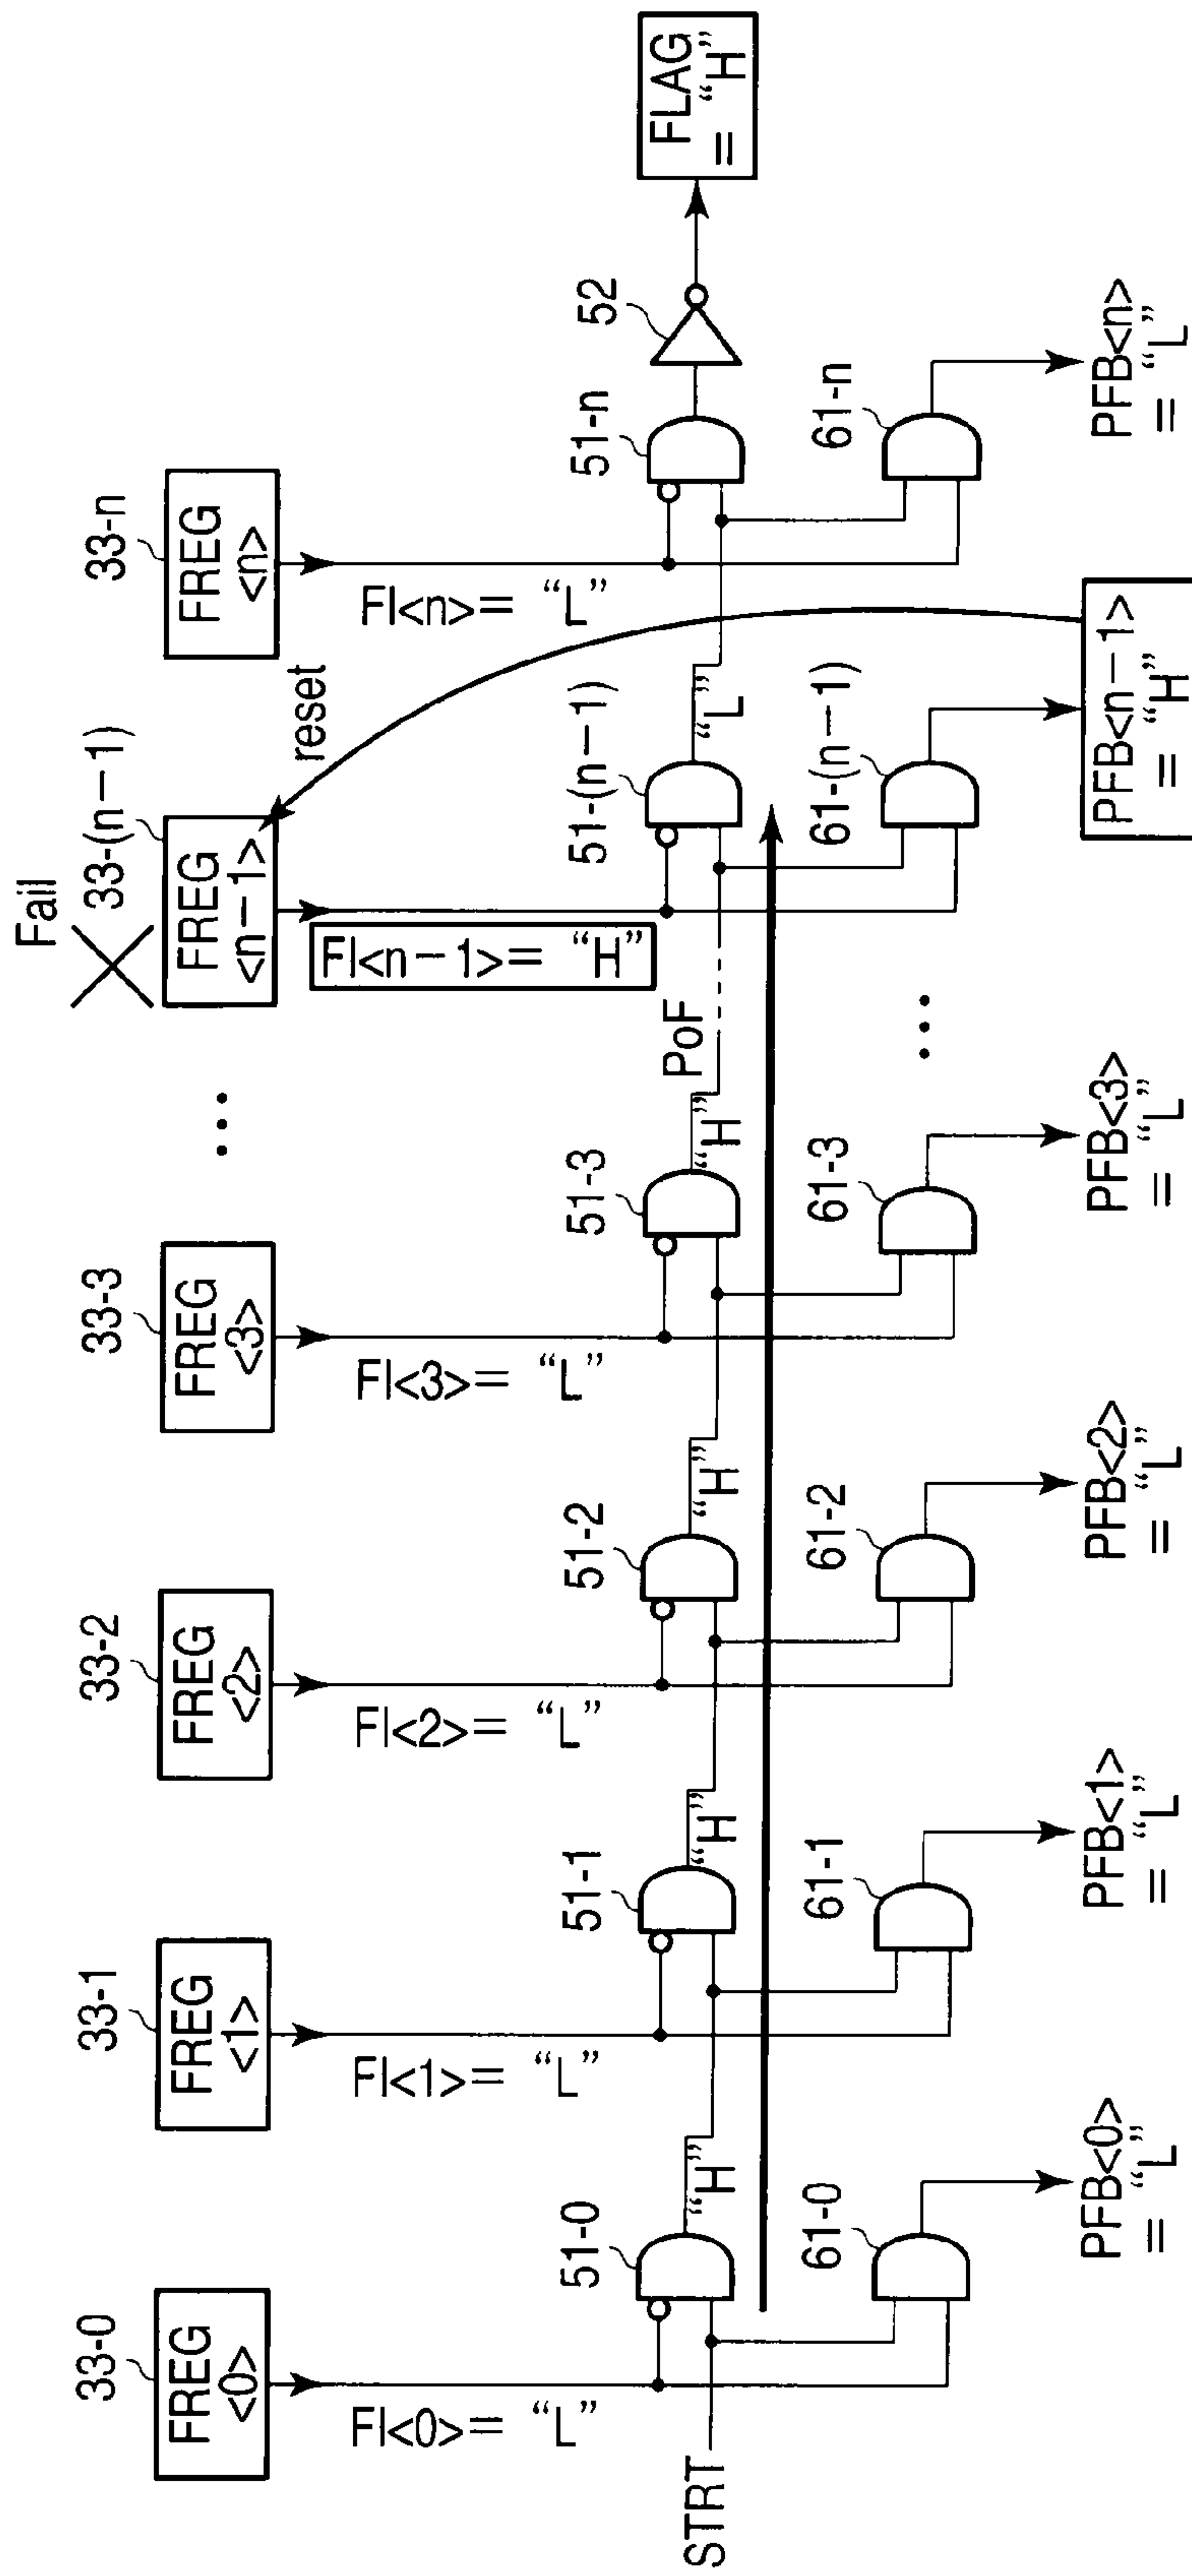 Fail
33-0
33-1
33-2
33-3
33-(n-1)
33-n
FREG
<0>
FREG
<1>
FREG
<2>
FREG
<3>
...
FREG
<n-1>
FREG
<n>
reset
FI<0>= "L"
FI<1>= "L"
FI<2>= "L"
FI<3>= "L"
FI<n-1>= "H"
FI<n>= "L"
51-0
51-1
51-2
51-3
51-(n-1)
51-n
52
STRT
"H"
"H"
"H"
"H"
PoF
"L"
FLAG
= "H"
61-0
61-1
61-2
61-3
...
61-(n-1)
61-n
PFB<0>
= "L"
PFB<1>
= "L"
PFB<2>
= "L"
PFB<3>
= "L"
PFB<n-1>
= "H"
PFB<n>
= "L"